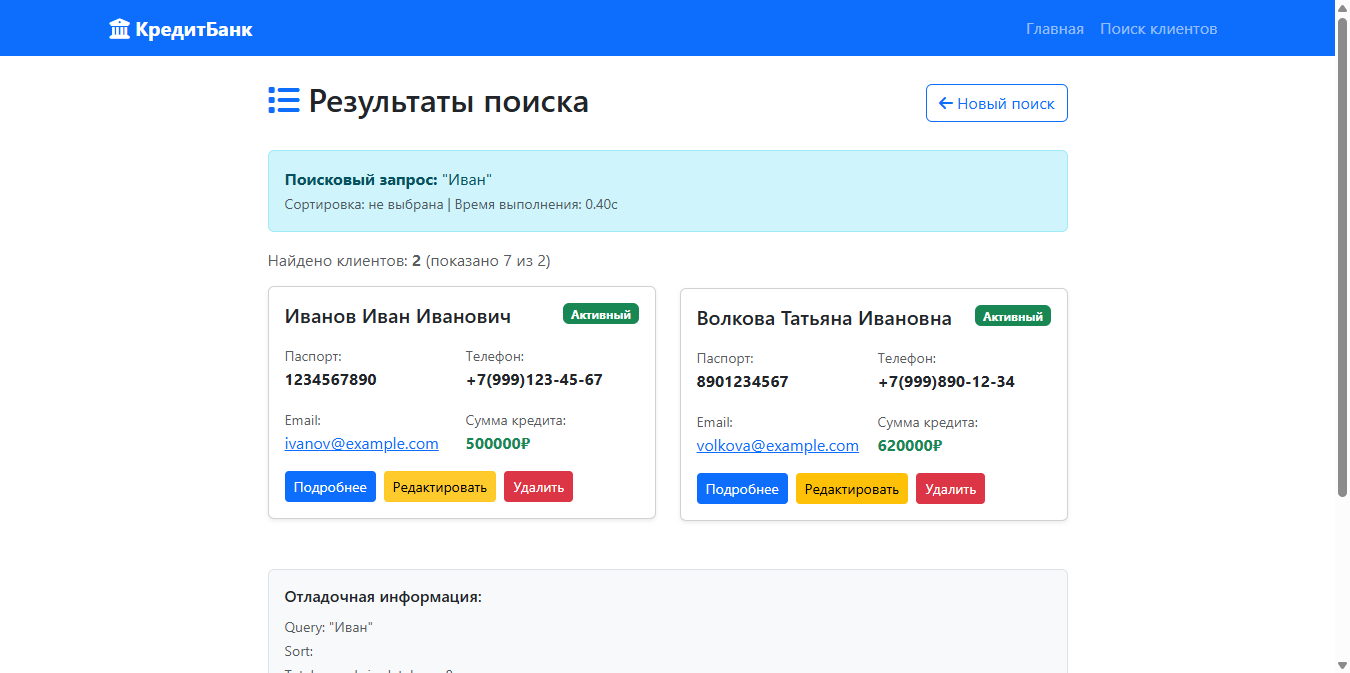 КредитБанк
Главная
Поиск клиентов
Результаты поиска
Новый поиск
Поисковый запрос: "Иван"
Сортировка: не выбрана | Время выполнения: 0.40с
Найдено клиентов: 2 (показано 7 из 2)
Иванов Иван Иванович
Активный
Паспорт:
1234567890
Телефон:
+7(999)123-45-67
Email:
ivanov@example.com
Сумма кредита:
500000₽
Подробнее
Редактировать
Удалить
Волкова Татьяна Ивановна
Активный
Паспорт:
8901234567
Телефон:
+7(999)890-12-34
Email:
volkova@example.com
Сумма кредита:
620000₽
Подробнее
Редактировать
Удалить
Отладочная информация:
Query: "Иван"
Sort: